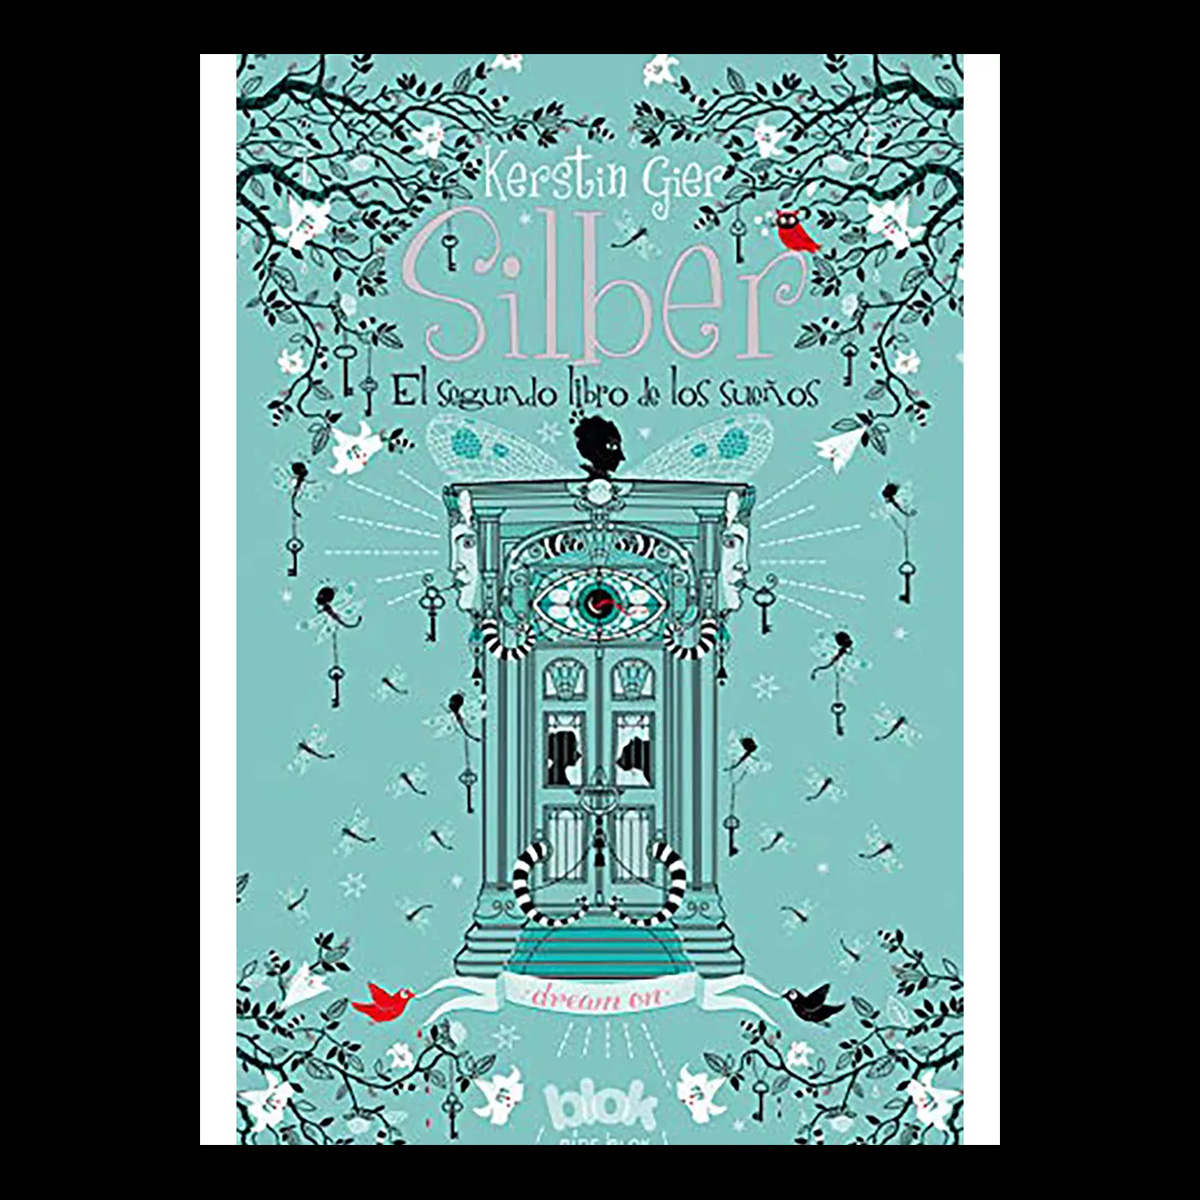 Kerstin Gier
Silber
El segundo libro de los sueños
·dream on·
blok